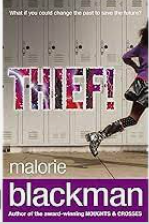 What if you could change the past to save the future?
THIEF!
malorie
blackman
Author of the award-winning NOUGHTS & CROSSES